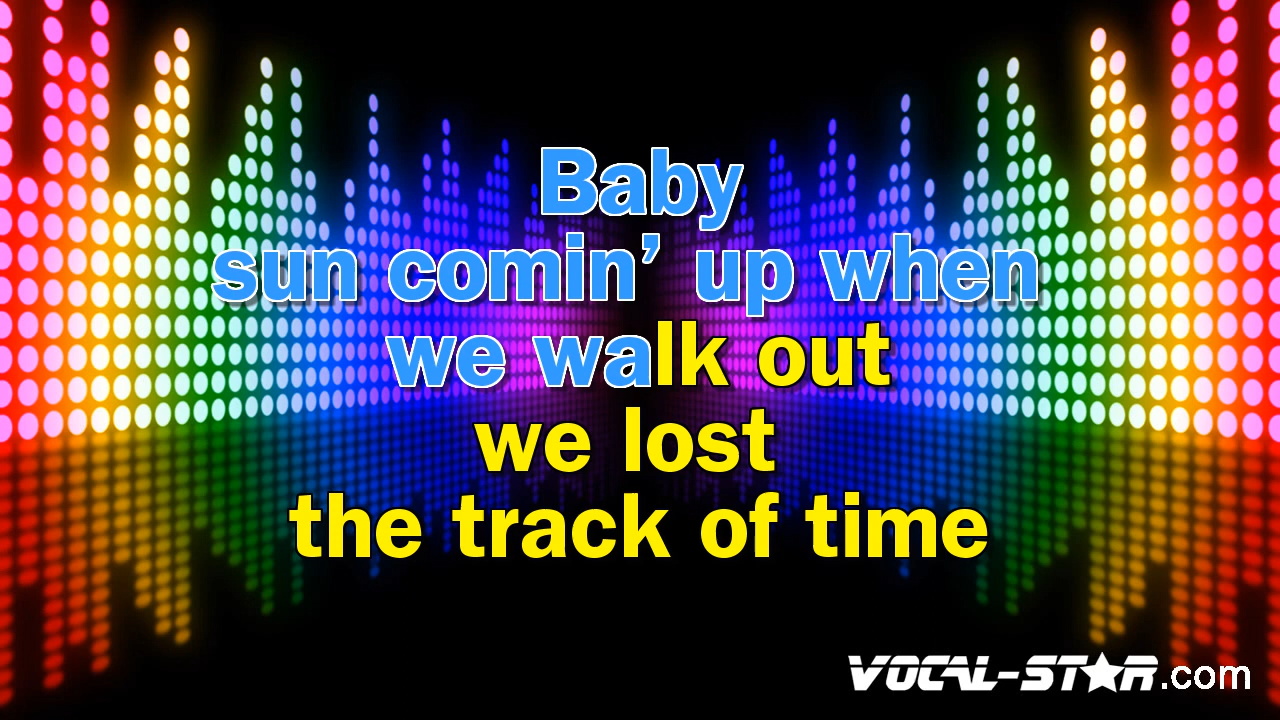 Baby
sun comin’ up when
we walk out
we lost
the track of time
VOCAL-STAR.com